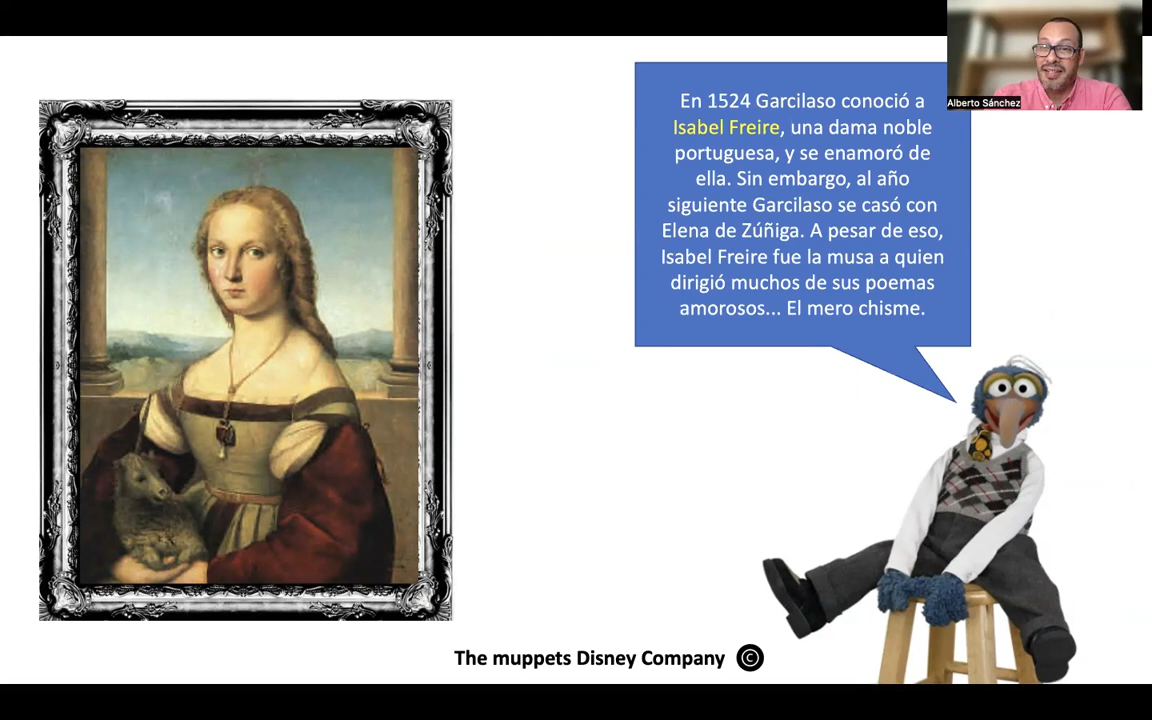 Alberto Sánchez
En 1524 Garcilaso conoció a
Isabel Freire, una dama noble
portuguesa, y se enamoró de
ella. Sin embargo, al año
siguiente Garcilaso se casó con
Elena de Zúñiga. A pesar de eso,
Isabel Freire fue la musa a quien
dirigió muchos de sus poemas
amorosos... El mero chisme.
The muppets Disney Company ©